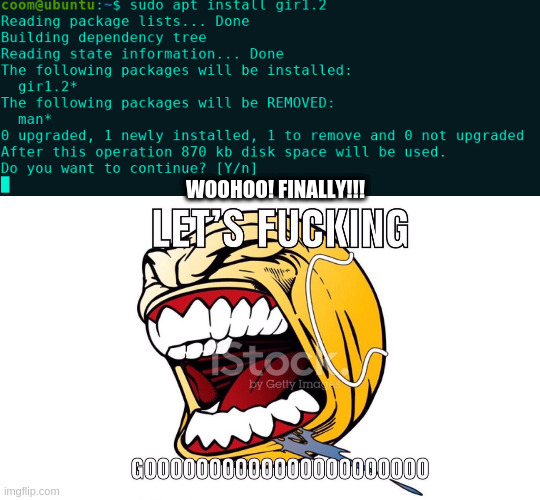 coom@ubuntu:~$ sudo apt install gir1.2
Reading package lists... Done
Building dependency tree
Reading state information... Done
The following packages will be installed:
  gir1.2*
The following packages will be REMOVED:
  man*
0 upgraded, 1 newly installed, 1 to remove and 0 not upgraded
After this operation 870 kb disk space will be used.
Do you want to continue? [Y/n]
WOOHOO! FINALLY!!!
LET'S FUCKING
iStock.
by Getty Images
GOOOOOOOOOOOOOOOOOOOOOO
imgflip.com